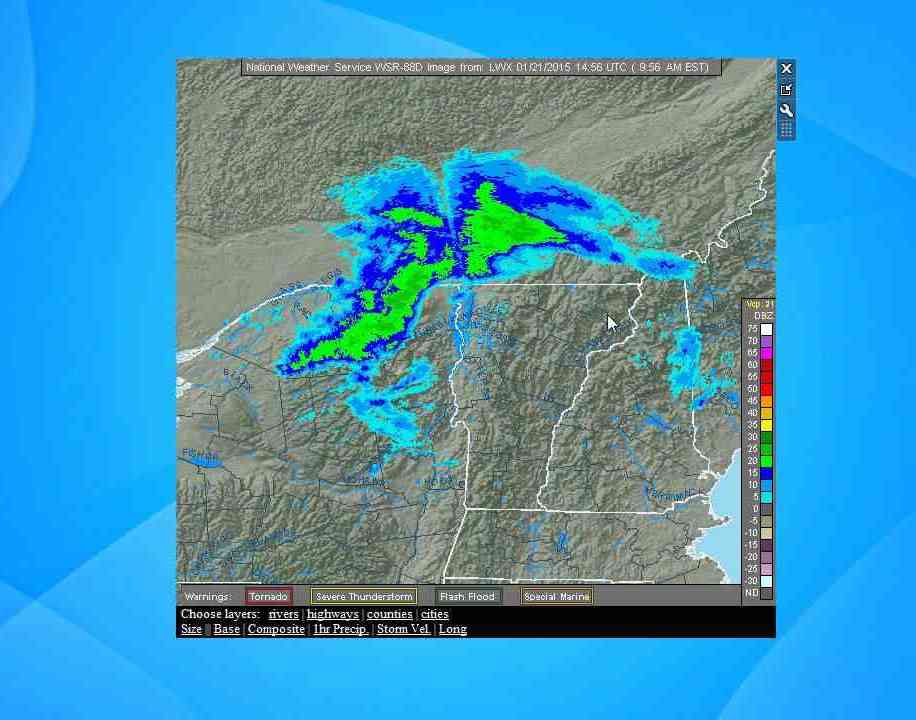 National Weather Service WSR-88D Image from: LWX 01/21/2015 14:56 UTC ( 9:56 AM EST)
Vcp: 31
DBZ
75
70
65
60
55
50
45
40
35
30
25
20
15
10
5
0
-5
-10
-15
-20
-25
-30
ND
BLACK
Warnings: Tornado Severe Thunderstorm Flash Flood Special Marine
Choose layers: rivers | highways | counties | cities
Size || Base | Composite | 1hr Precip. | Storm Vel. | Long